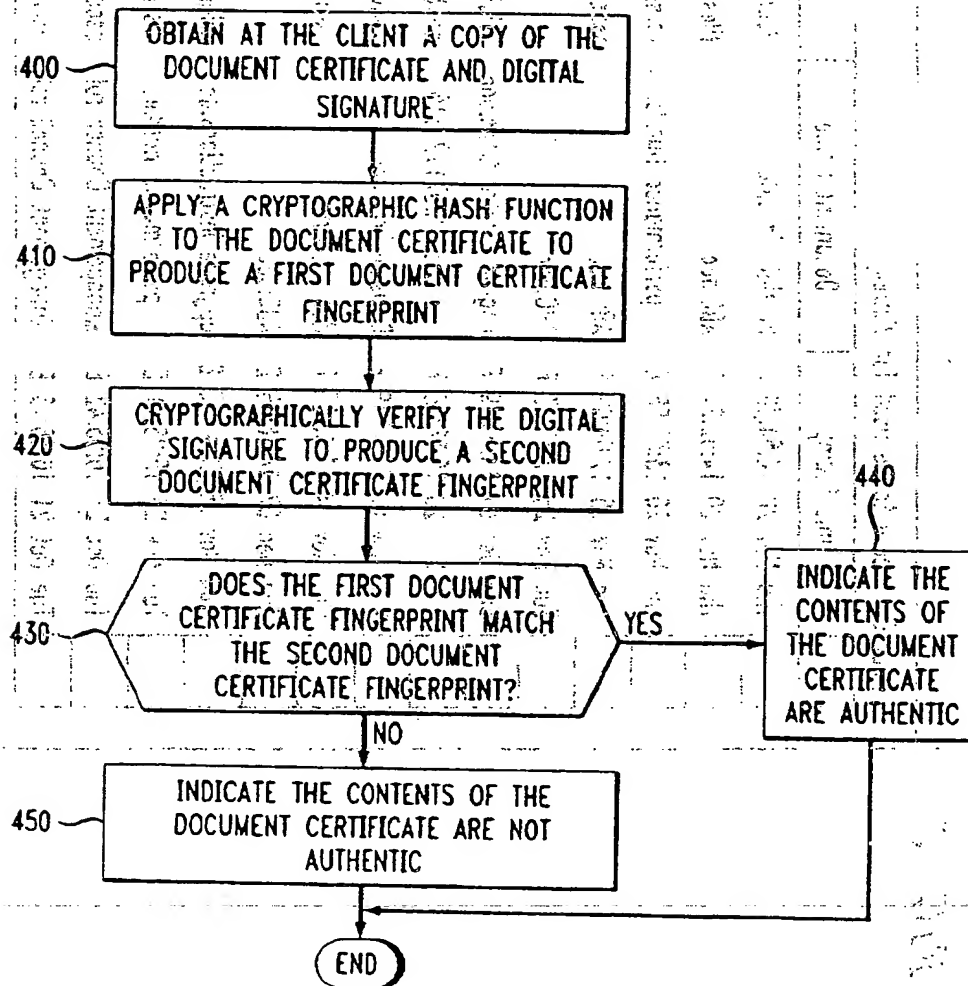 OBTAIN AT THE CLIENT A COPY OF THE
DOCUMENT CERTIFICATE AND DIGITAL
SIGNATURE
400
APPLY A CRYPTOGRAPHIC HASH FUNCTION
TO THE DOCUMENT CERTIFICATE TO
PRODUCE A FIRST DOCUMENT CERTIFICATE
FINGERPRINT
410
CRYPTOGRAPHICALLY VERIFY THE DIGITAL
SIGNATURE TO PRODUCE A SECOND
DOCUMENT CERTIFICATE FINGERPRINT
420
DOES THE FIRST DOCUMENT
CERTIFICATE FINGERPRINT MATCH
THE SECOND DOCUMENT
CERTIFICATE FINGERPRINT?
430
YES
440
INDICATE THE
CONTENTS OF
THE DOCUMENT
CERTIFICATE
ARE AUTHENTIC
NO
INDICATE THE CONTENTS OF THE
DOCUMENT CERTIFICATE ARE NOT
AUTHENTIC
450
END